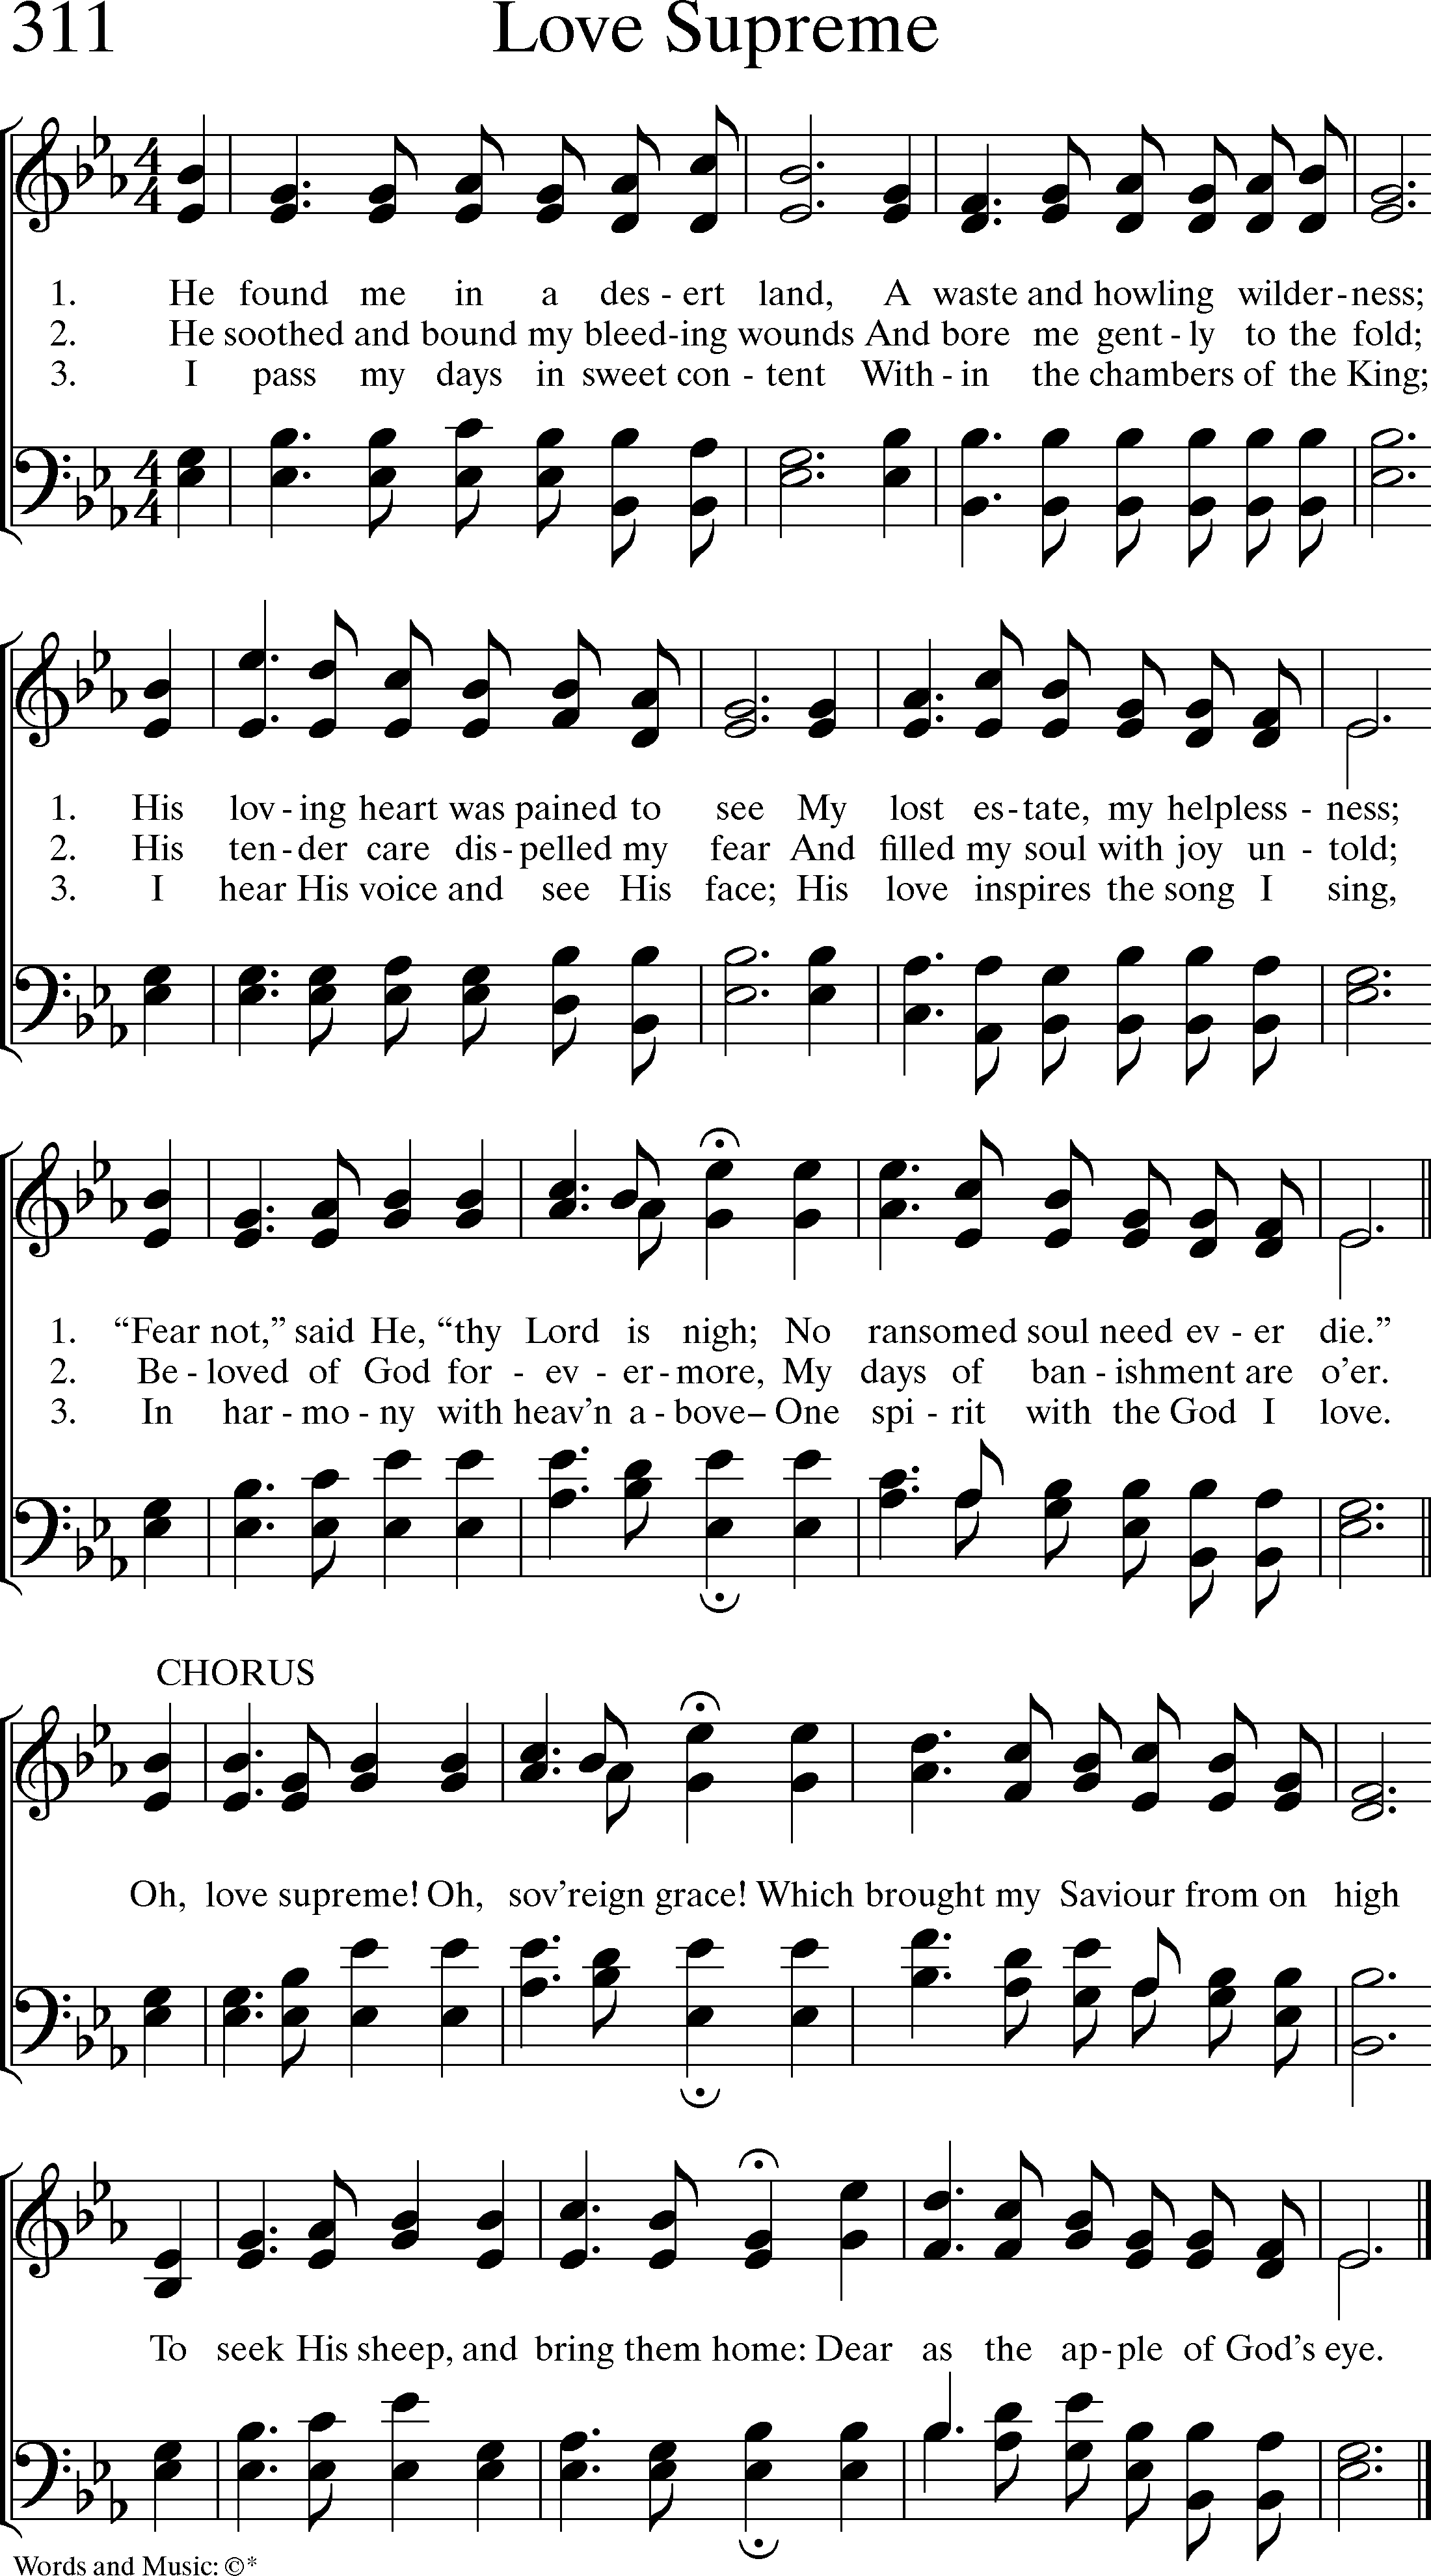 311 Love Supreme
1. He found me in a des - ert land, A waste and howling wilder - ness;
2. He soothed and bound my bleed - ing wounds And bore me gent - ly to the fold;
3. I pass my days in sweet con - tent With - in the chambers of the King;
1. His lov - ing heart was pained to see My lost es - tate, my helpless - ness;
2. His ten - der care dis - pelled my fear And filled my soul with joy un - told;
3. I hear His voice and see His face; His love inspires the song I sing,
1. “Fear not,” said He, “thy Lord is nigh; No ransomed soul need ev - er die.”
2. Be - loved of God for - ev - er - more, My days of ban - ishment are o’er.
3. In har - mo - ny with heav’n a - bove– One spi - rit with the God I love.
CHORUS
Oh, love supreme! Oh, sov’reign grace! Which brought my Saviour from on high
To seek His sheep, and bring them home: Dear as the ap - ple of God’s eye.
Words and Music: ©*